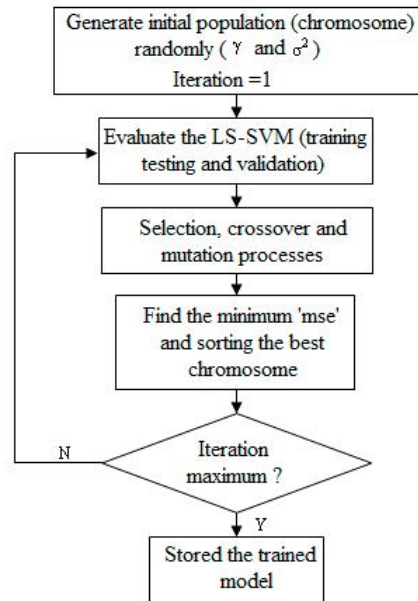 Generate initial population (chromosome)
randomly ( γ and σ²)
Iteration =1
Evaluate the LS-SVM (training
testing and validation)
Selection, crossover and
mutation processes
Find the minimum 'mse'
and sorting the best
chromosome
N
Iteration
maximum ?
Y
Stored the trained
model